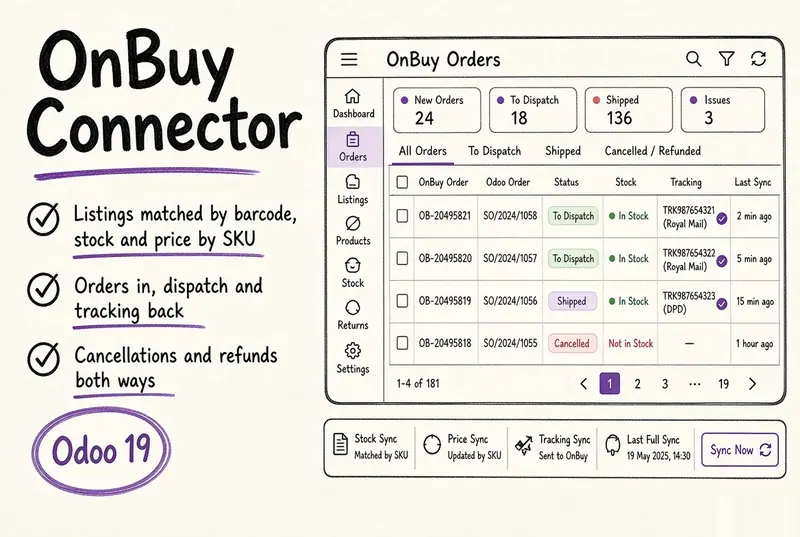 OnBuy
Connector
Listings matched by barcode,
stock and price by SKU
Orders in, dispatch and
tracking back
Cancellations and refunds
both ways
Odoo 19
OnBuy Orders
Dashboard
Orders
Listings
Products
Stock
Returns
Settings
New Orders
24
To Dispatch
18
Shipped
136
Issues
3
All Orders To Dispatch Shipped Cancelled / Refunded
OnBuy Order Odoo Order Status Stock Tracking Last Sync
OB-20495821 SO/2024/1058 To Dispatch In Stock TRK987654321 (Royal Mail) 2 min ago
OB-20495820 SO/2024/1057 To Dispatch In Stock TRK987654322 (Royal Mail) 5 min ago
OB-20495819 SO/2024/1056 Shipped In Stock TRK987654323 (DPD) 15 min ago
OB-20495818 SO/2024/1055 Cancelled Not in Stock — 1 hour ago
1-4 of 181
1 2 3 ... 19
Stock Sync
Matched by SKU
Price Sync
Updated by SKU
Tracking Sync
Sent to OnBuy
Last Full Sync
19 May 2025, 14:30
Sync Now